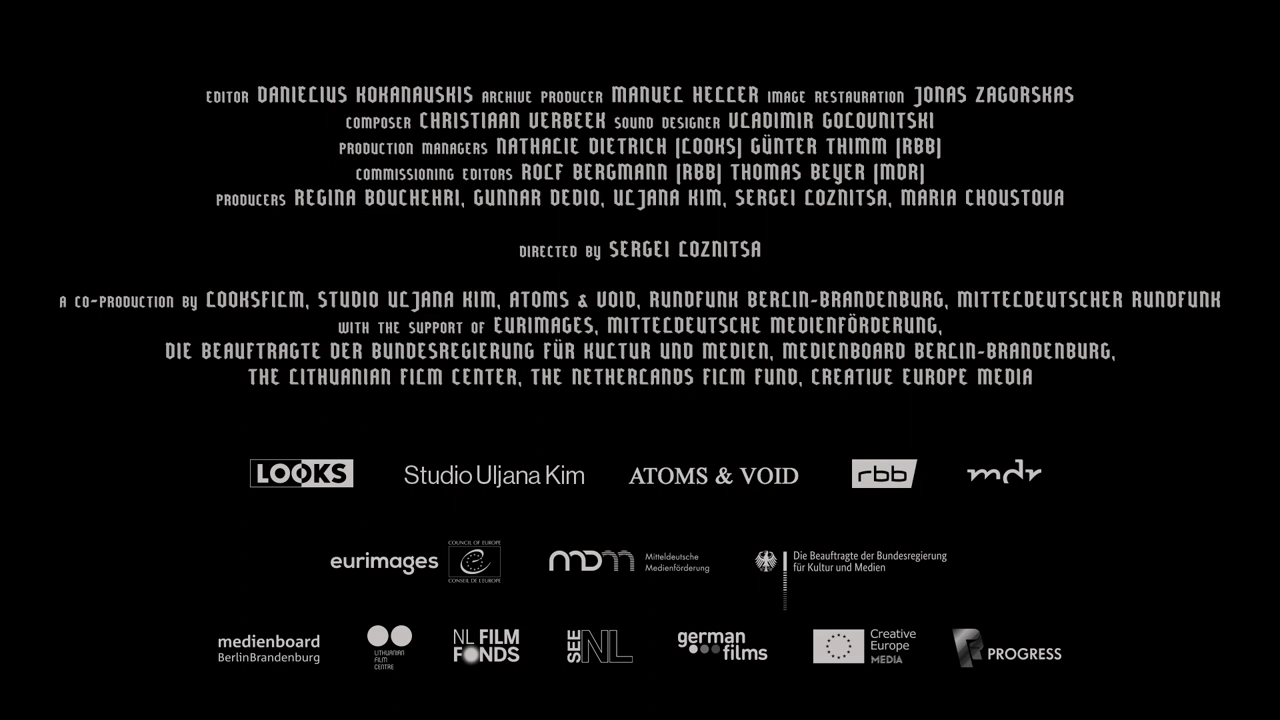 EDITOR DANIELIUS KOKANAUSKIS ARCHIVE PRODUCER MANUEL HELLER IMAGE RESTAURATION JONAS ZAGORSKAS
COMPOSER CHRISTIAAN VERBEEK SOUND DESIGNER VLADIMIR GOLOVNITSKI
PRODUCTION MANAGERS NATHALIE DIETRICH (LOOKS) GÜNTER THIMM (RBB)
COMMISSIONING EDITORS ROLF BERGMANN (RBB) THOMAS BEYER (MDR)
PRODUCERS REGINA BOUCHEHRI, GUNNAR DEDIO, ULJANA KIM, SERGEI LOZNITSA, MARIA CHOUSTOVA
DIRECTED BY SERGEI LOZNITSA
A CO-PRODUCTION BY LOOKSFILM, STUDIO ULJANA KIM, ATOMS & VOID, RUNDFUNK BERLIN-BRANDENBURG, MITTELDEUTSCHER RUNDFUNK
WITH THE SUPPORT OF EURIMAGES, MITTELDEUTSCHE MEDIENFÖRDERUNG,
DIE BEAUFTRAGTE DER BUNDESREGIERUNG FÜR KULTUR UND MEDIEN, MEDIENBOARD BERLIN-BRANDENBURG,
THE LITHUANIAN FILM CENTER, THE NETHERLANDS FILM FUND, CREATIVE EUROPE MEDIA
LOOKS Studio Uljana Kim ATOMS & VOID rbb mdr
COUNCIL OF EUROPE
eurimages
CONSEIL DE L'EUROPE
mDm Mitteldeutsche
Medienförderung
Die Beauftragte der Bundesregierung
für Kultur und Medien
medienboard
BerlinBrandenburg
LITHUANIAN
FILM
CENTRE
NL FILM
FONDS
SEE NL
german
films
Creative
Europe
MEDIA
PROGRESS